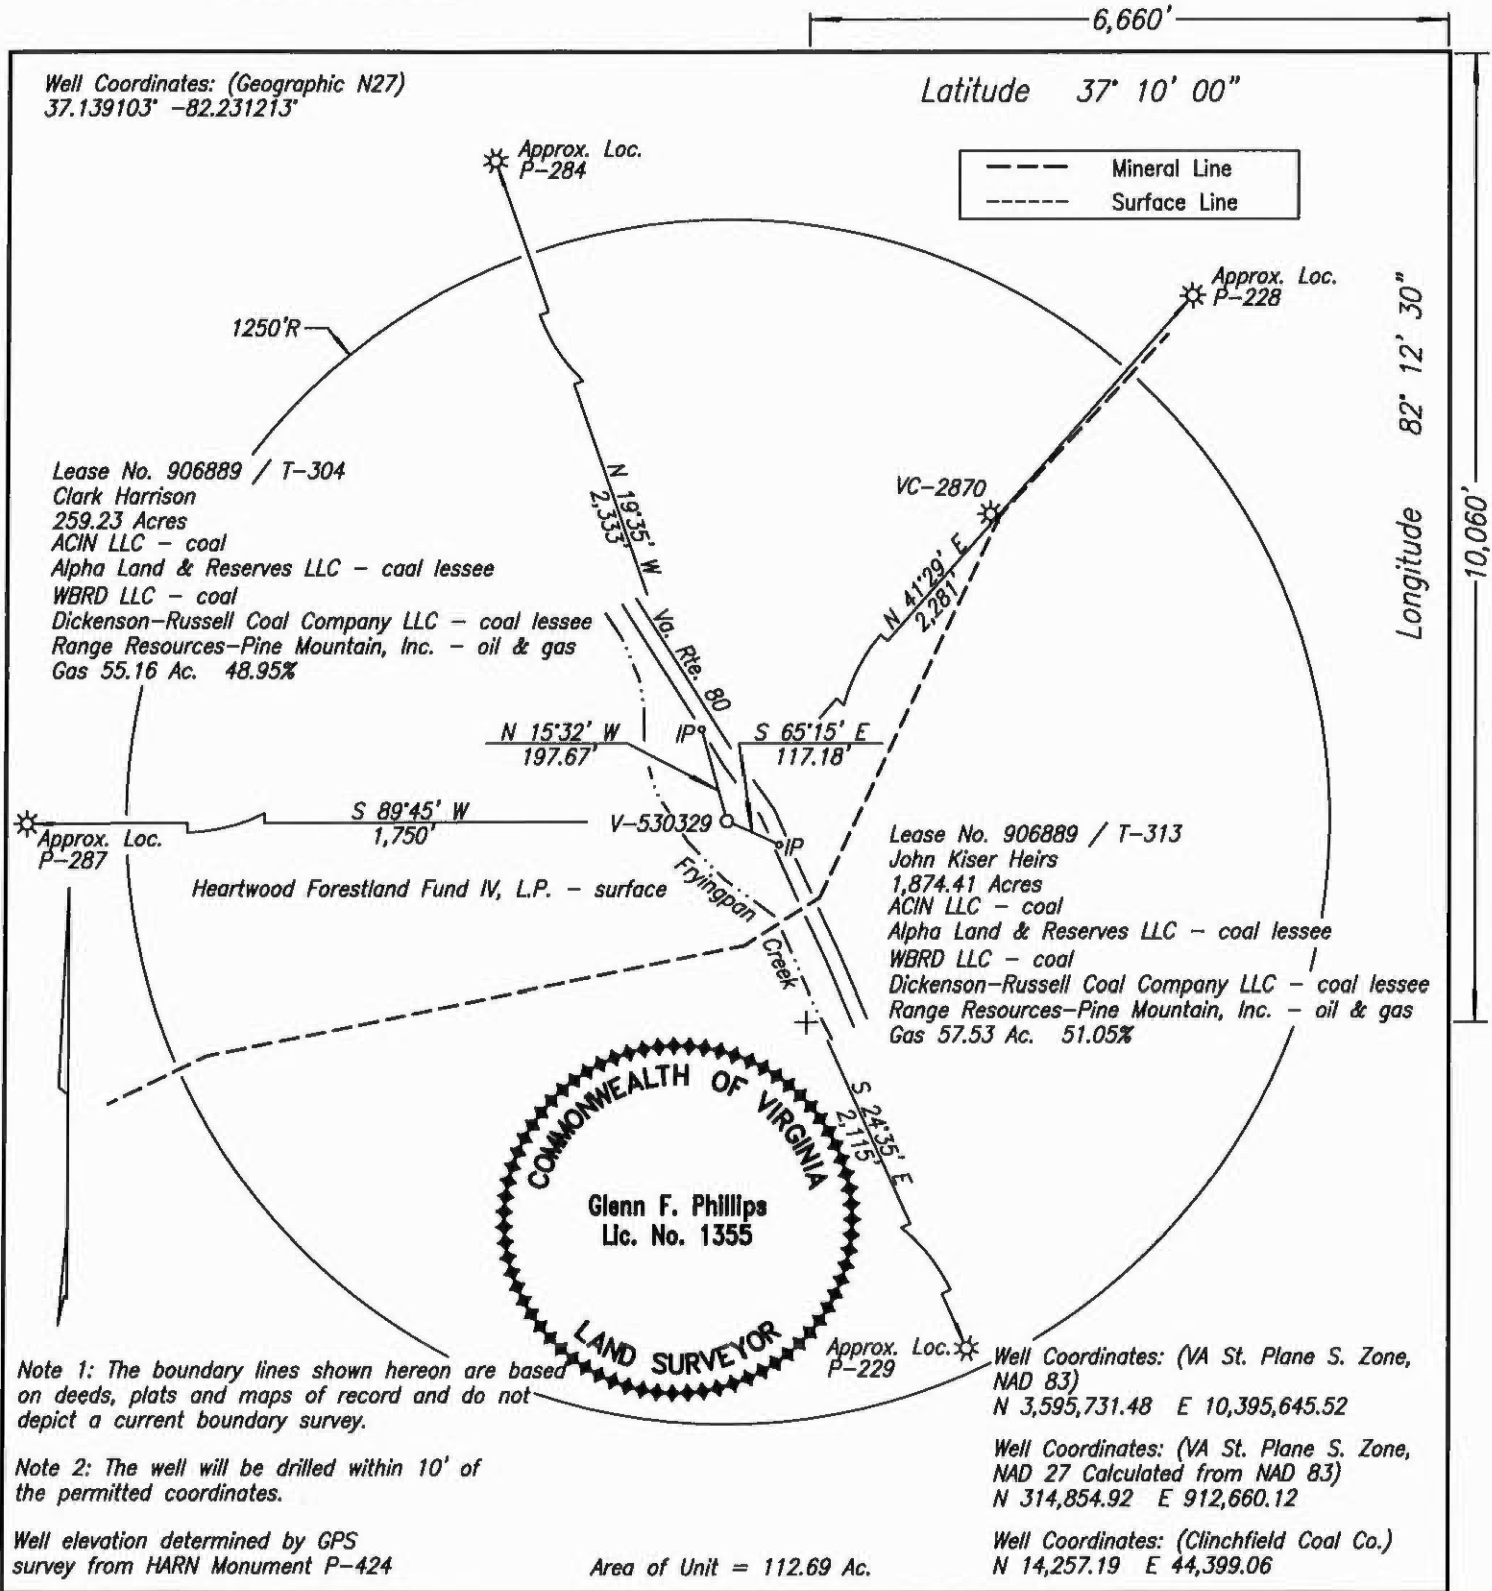 6,660'
Well Coordinates: (Geographic N27)
37.139103° -82.231213°
Latitude 37° 10' 00"
Approx. Loc.
P-284
Mineral Line
Surface Line
Approx. Loc.
P-228
1250'R
Longitude 82° 12' 30"
10,060'
Lease No. 906889 / T-304
Clark Harrison
259.23 Acres
ACIN LLC - coal
Alpha Land & Reserves LLC - coal lessee
WBRD LLC - coal
Dickenson-Russell Coal Company LLC - coal lessee
Range Resources-Pine Mountain, Inc. - oil & gas
Gas 55.16 Ac. 48.95%
N 19°35' W
2,333'
VC-2870
N 41°29' E
2,281'
Va. Rte. 80
N 15°32' W
197.67'
IP
S 65°15' E
117.18'
S 89°45' W
1,750'
V-530329
IP
Approx. Loc.
P-287
Heartwood Forestland Fund IV, L.P. - surface
Fryingpan
Creek
Lease No. 906889 / T-313
John Kiser Heirs
1,874.41 Acres
ACIN LLC - coal
Alpha Land & Reserves LLC - coal lessee
WBRD LLC - coal
Dickenson-Russell Coal Company LLC - coal lessee
Range Resources-Pine Mountain, Inc. - oil & gas
Gas 57.53 Ac. 51.05%
COMMONWEALTH OF VIRGINIA
Glenn F. Phillips
Lic. No. 1355
LAND SURVEYOR
S 24°35' E
2,115'
Approx. Loc.
P-229
Note 1: The boundary lines shown hereon are based
on deeds, plats and maps of record and do not
depict a current boundary survey.
Note 2: The well will be drilled within 10' of
the permitted coordinates.
Well elevation determined by GPS
survey from HARN Monument P-424
Area of Unit = 112.69 Ac.
Well Coordinates: (VA St. Plane S. Zone,
NAD 83)
N 3,595,731.48 E 10,395,645.52
Well Coordinates: (VA St. Plane S. Zone,
NAD 27 Calculated from NAD 83)
N 314,854.92 E 912,660.12
Well Coordinates: (Clinchfield Coal Co.)
N 14,257.19 E 44,399.06